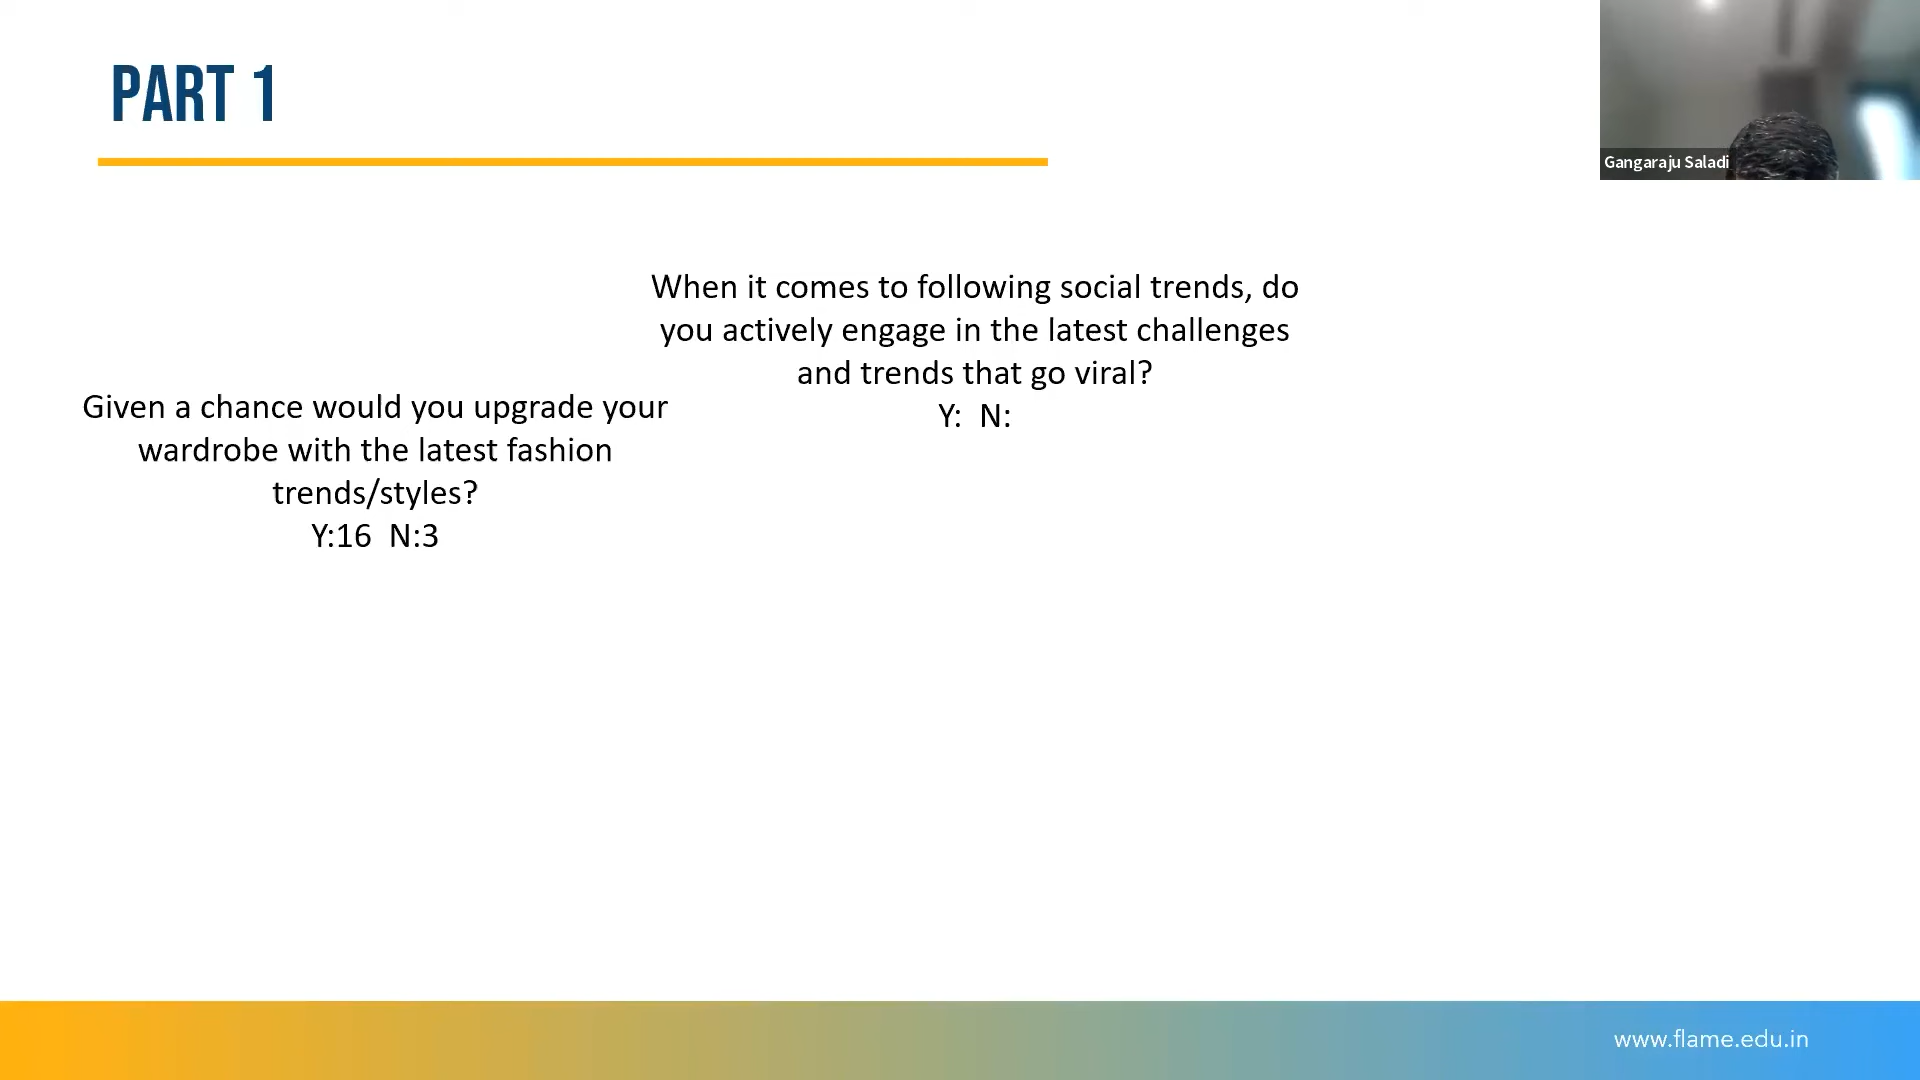 PART 1
Gangaraju Saladi
When it comes to following social trends, do
you actively engage in the latest challenges
and trends that go viral?
Y:  N:
Given a chance would you upgrade your
wardrobe with the latest fashion
trends/styles?
Y:16  N:3
www.flame.edu.in